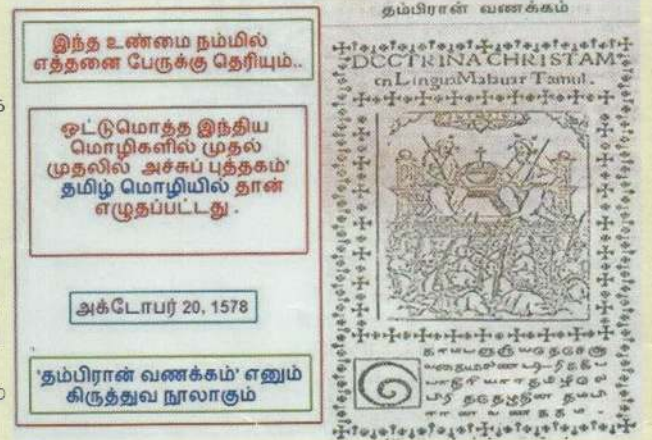 இந்த உண்மை நம்மில்
எத்தனை பேருக்கு தெரியும்..
ஒட்டுமொத்த இந்திய
மொழிகளில் முதல்
முதலில் அச்சுப் புத்தகம்'
தமிழ் மொழியில் தான்
எழுதப்பட்டது .
அக்டோபர் 20, 1578
'தம்பிரான் வணக்கம்' எனும்
கிருத்துவ நூலாகும்
தம்பிரான் வணக்கம்
DOCTRINA CHRISTAM
en Lingua Malauar Tamul.